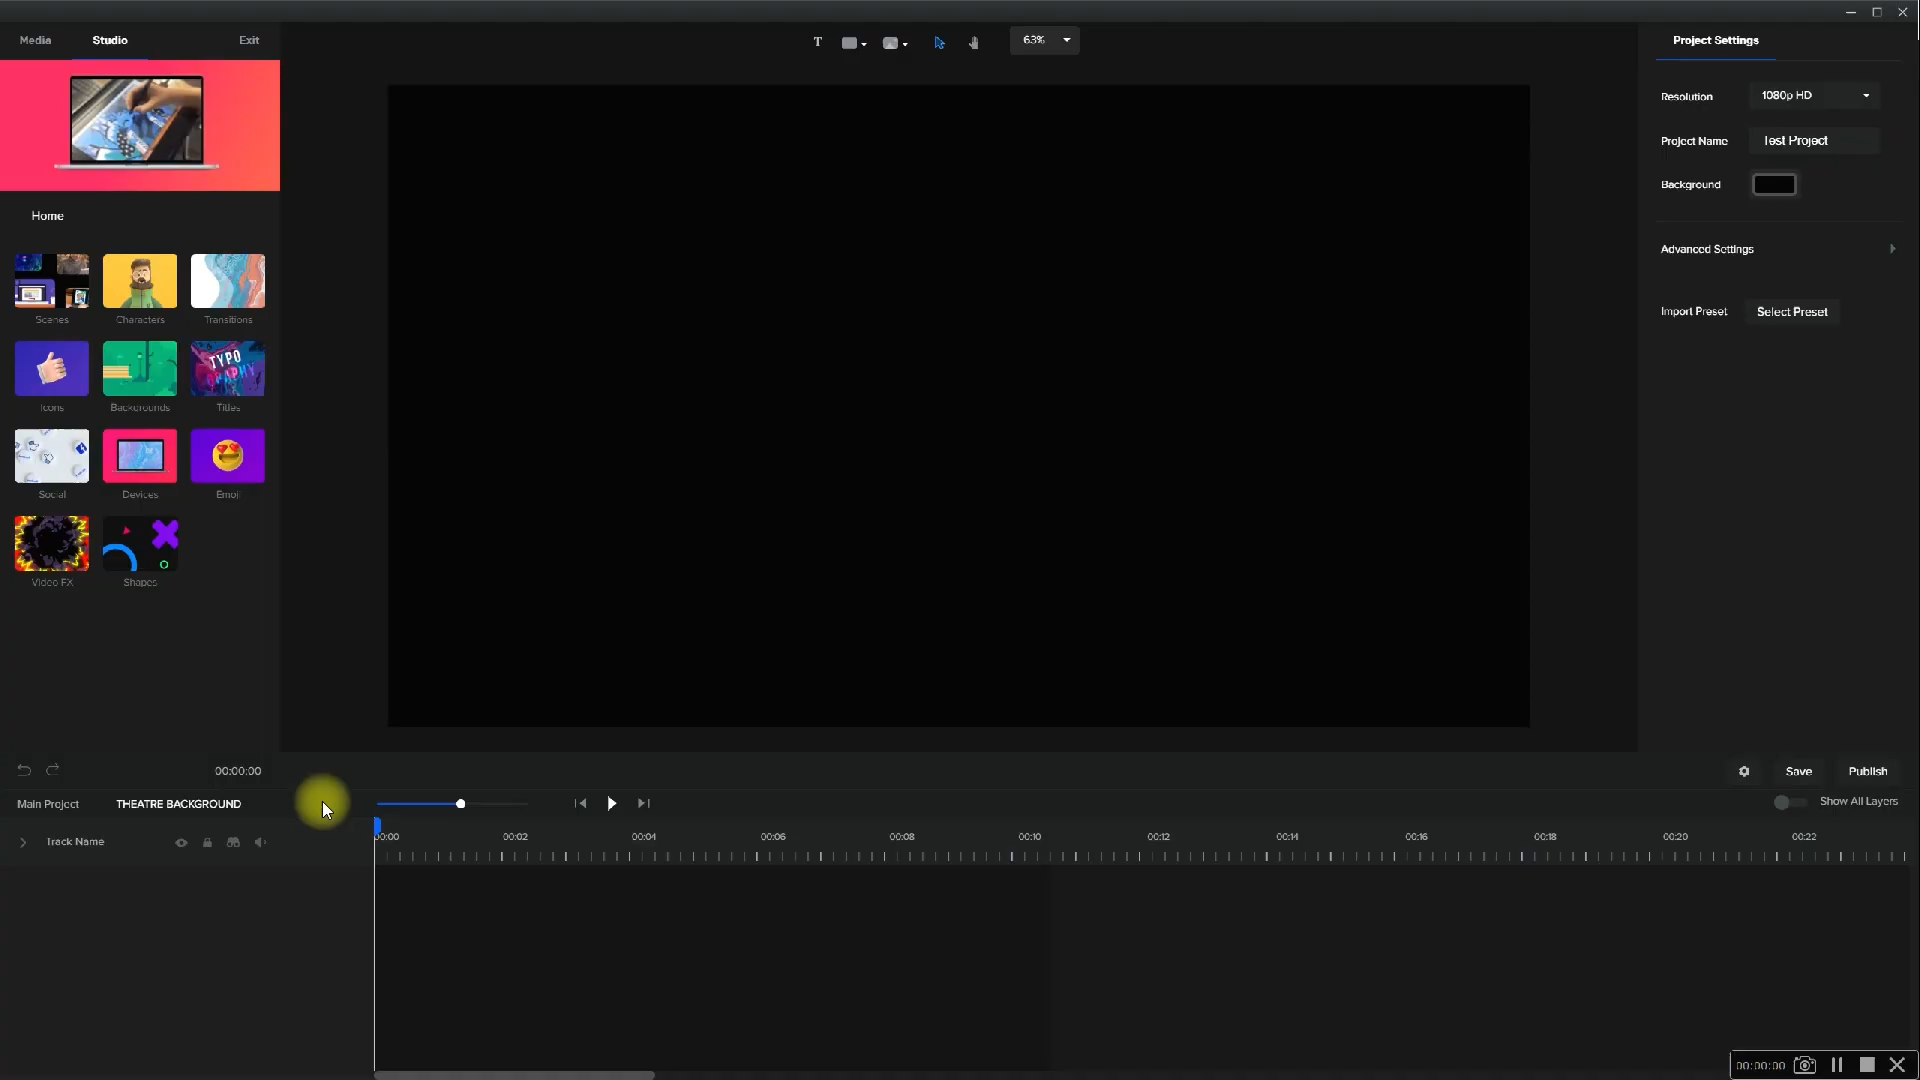 Media Studio Exit
T 63%
Project Settings
Resolution 1080p HD
Project Name Test Project
Background
Advanced Settings
Import Preset Select Preset
Home
Scenes Characters Transitions
TYPO
GRAPHY
Icons Backgrounds Titles
Social Devices Emoji
Video FX Shapes
00:00:00
Save Publish
Main Project THEATRE BACKGROUND
Show All Layers
Track Name
00:00 00:02 00:04 00:06 00:08 00:10 00:12 00:14 00:16 00:18 00:20 00:22
00:00:00